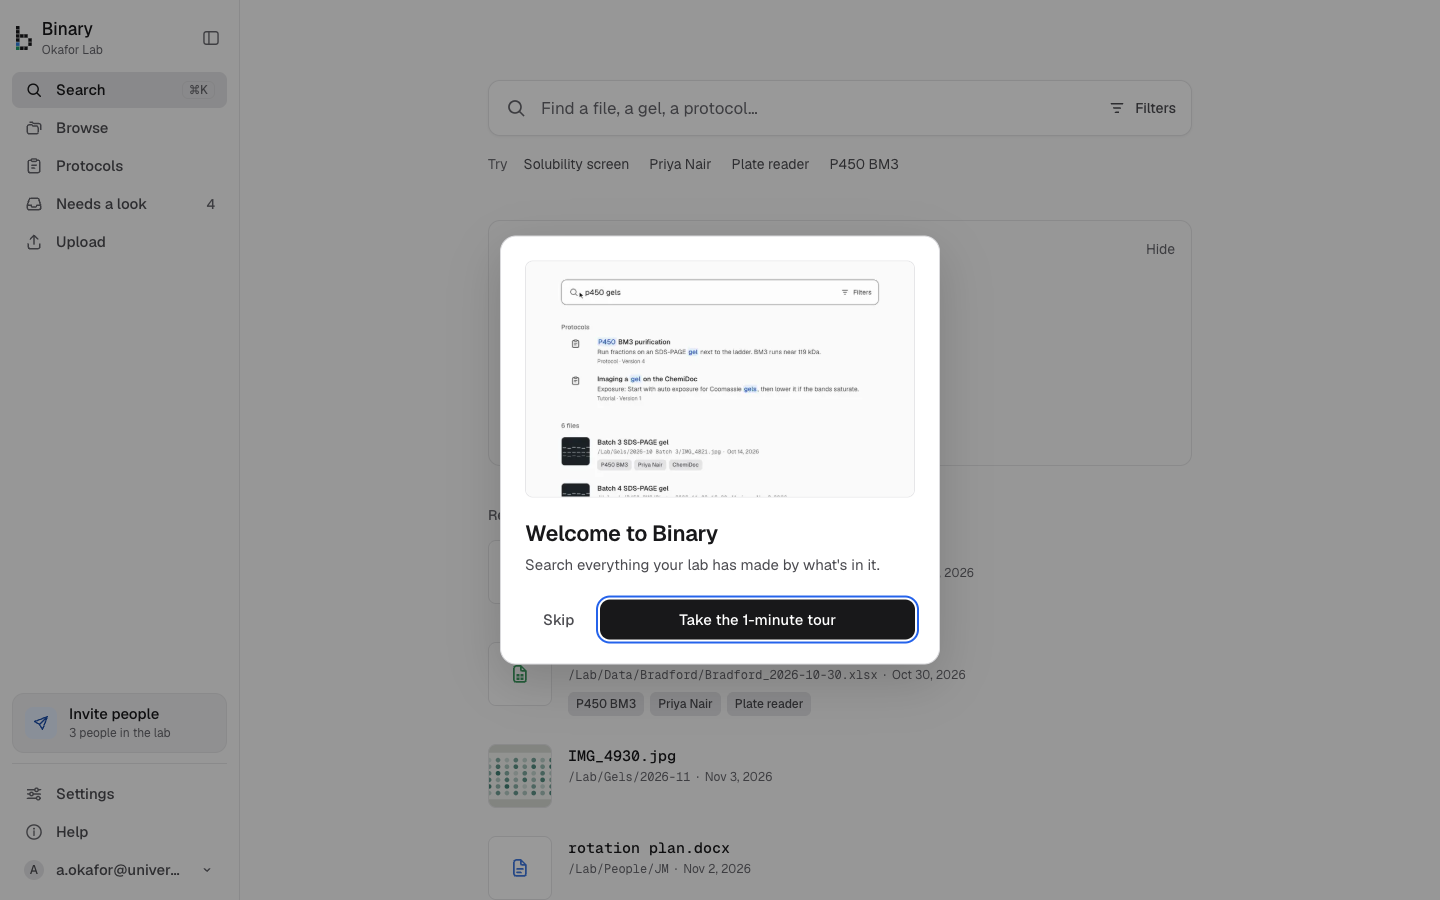 Binary
Okafor Lab
Search ⌘K
Browse
Protocols
Needs a look 4
Upload
Invite people
3 people in the lab
Settings
Help
A a.okafor@univer...
Find a file, a gel, a protocol... Filters
Try Solubility screen Priya Nair Plate reader P450 BM3
Hide
p450 gels Filters
Protocols
P450 BM3 purification
Run fractions on an SDS-PAGE gel next to the ladder. BM3 runs near 119 kDa.
Protocol · Version 4
Imaging a gel on the ChemiDoc
Exposure: Start with auto exposure for Coomassie gels, then lower it if the bands saturate.
Tutorial · Version 1
6 files
Batch 3 SDS-PAGE gel
/Lab/Gels/2026-10 Batch 3/IMG_4821.jpg · Oct 14, 2026
P450 BM3 Priya Nair ChemiDoc
Batch 4 SDS-PAGE gel
Welcome to Binary
Search everything your lab has made by what's in it.
Skip Take the 1-minute tour
2026
/Lab/Data/Bradford/Bradford_2026-10-30.xlsx · Oct 30, 2026
P450 BM3 Priya Nair Plate reader
IMG_4930.jpg
/Lab/Gels/2026-11 · Nov 3, 2026
rotation plan.docx
/Lab/People/JM · Nov 2, 2026